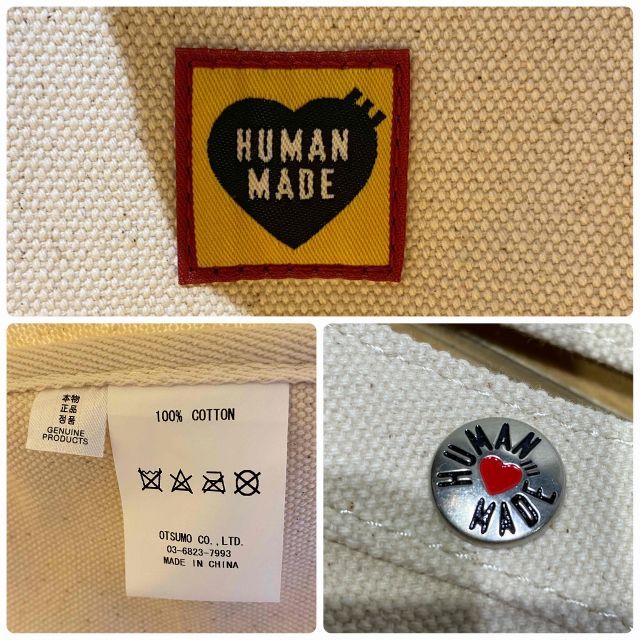 HUMAN
MADE
本物
正品
정품
GENUINE
PRODUCTS
100% COTTON
OTSUMO CO.,LTD.
03-6823-7993
MADE IN CHINA
HUMAN
MADE